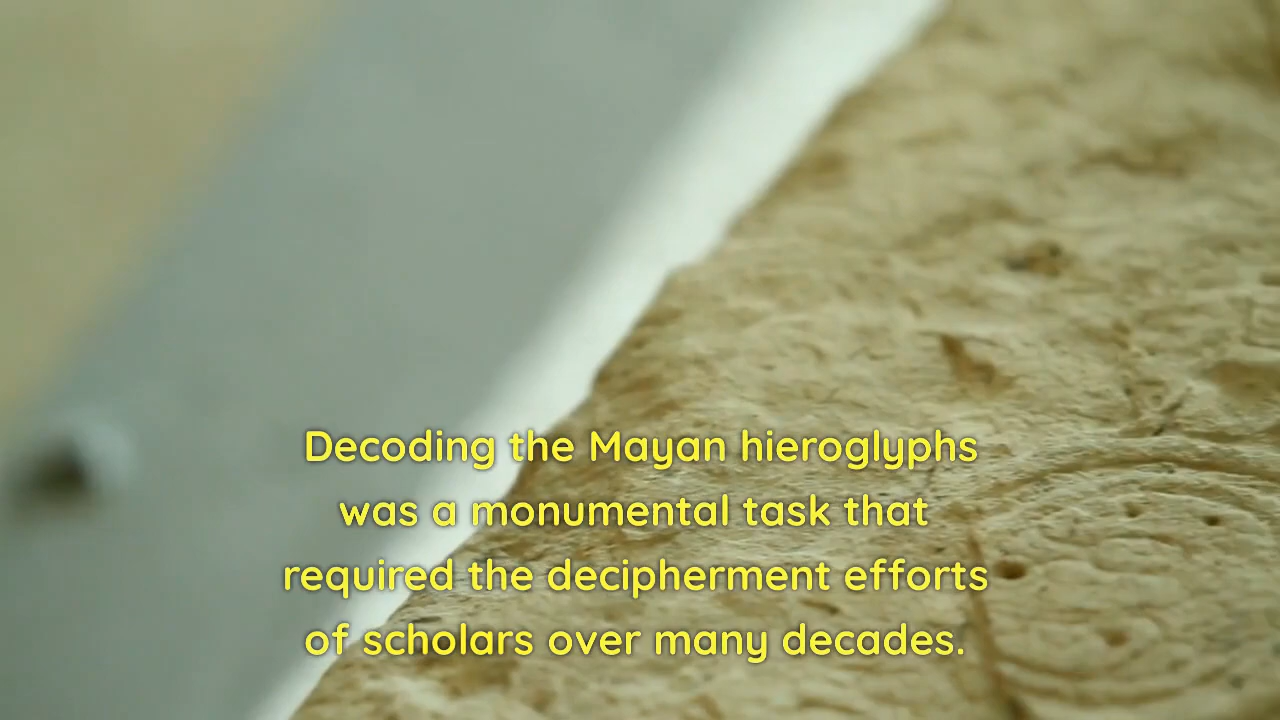 Decoding the Mayan hieroglyphs
was a monumental task that
required the decipherment efforts
of scholars over many decades.